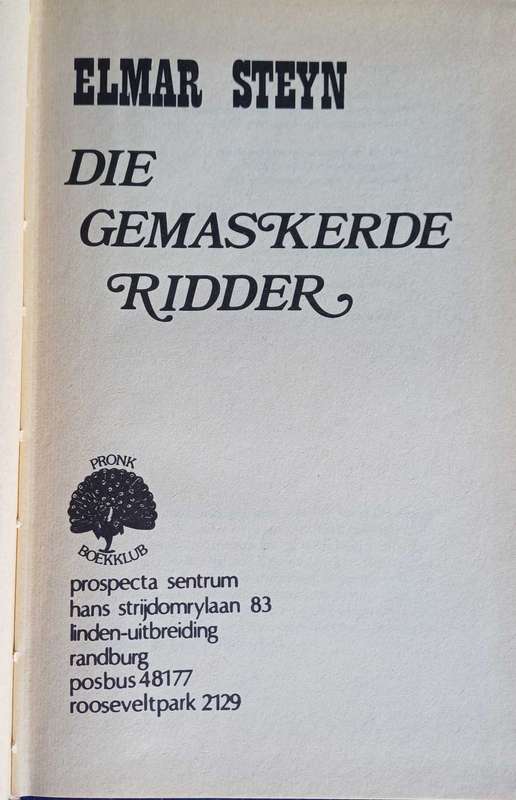 ELMAR STEYN
DIE
GEMASKERDE
RIDDER
PRONK
BOEKKLUB
prospecta sentrum
hans strijdomrylaan 83
linden-uitbreiding
randburg
posbus 48177
rooseveltpark 2129